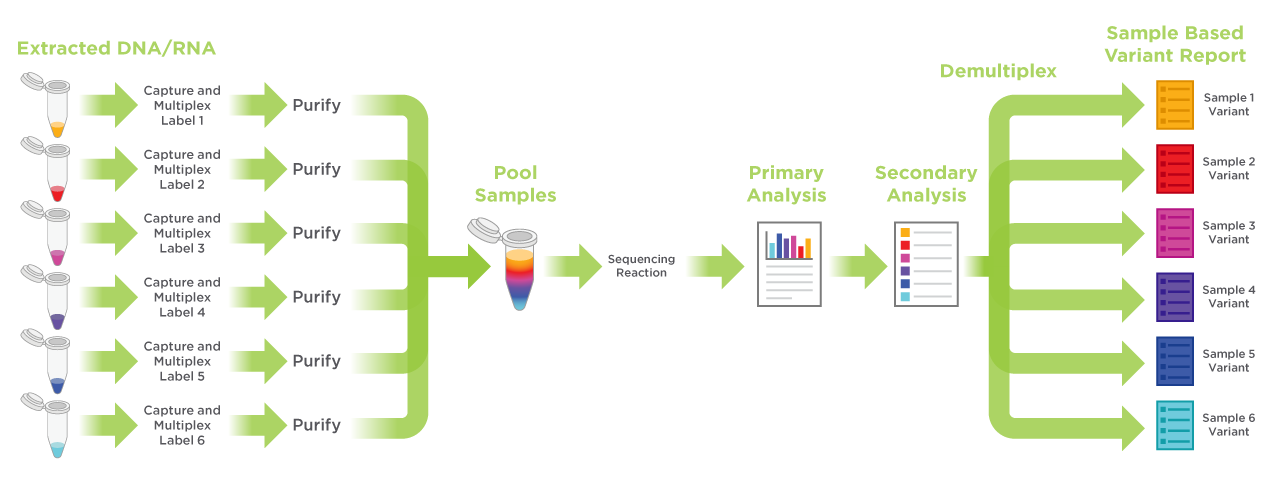 Extracted DNA/RNA
Capture and
Multiplex
Label 1
Purify
Capture and
Multiplex
Label 2
Purify
Capture and
Multiplex
Label 3
Purify
Capture and
Multiplex
Label 4
Purify
Capture and
Multiplex
Label 5
Purify
Capture and
Multiplex
Label 6
Purify
Pool
Samples
Sequencing
Reaction
Primary
Analysis
Secondary
Analysis
Demultiplex
Sample Based
Variant Report
Sample 1
Variant
Sample 2
Variant
Sample 3
Variant
Sample 4
Variant
Sample 5
Variant
Sample 6
Variant